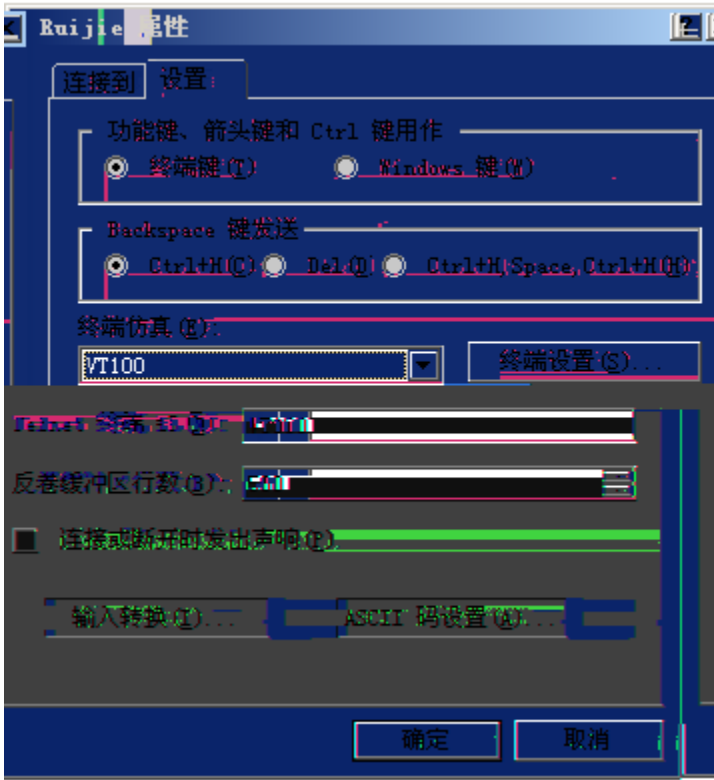 Ruijie 属性
连接到 设置
功能键、箭头键和 Ctrl 键用作
终端键(T) Windows 键(W)
Backspace 键发送
Ctrl+H(C) Del(D) Ctrl+H, Space, Ctrl+H(H)
终端仿真(E):
VT100 终端设置(S)...
Telnet 终端
反卷缓冲区行数(B):
连接或断开时发出声响(P)
输入转换(I)... ASCII 码设置(A)...
确定 取消